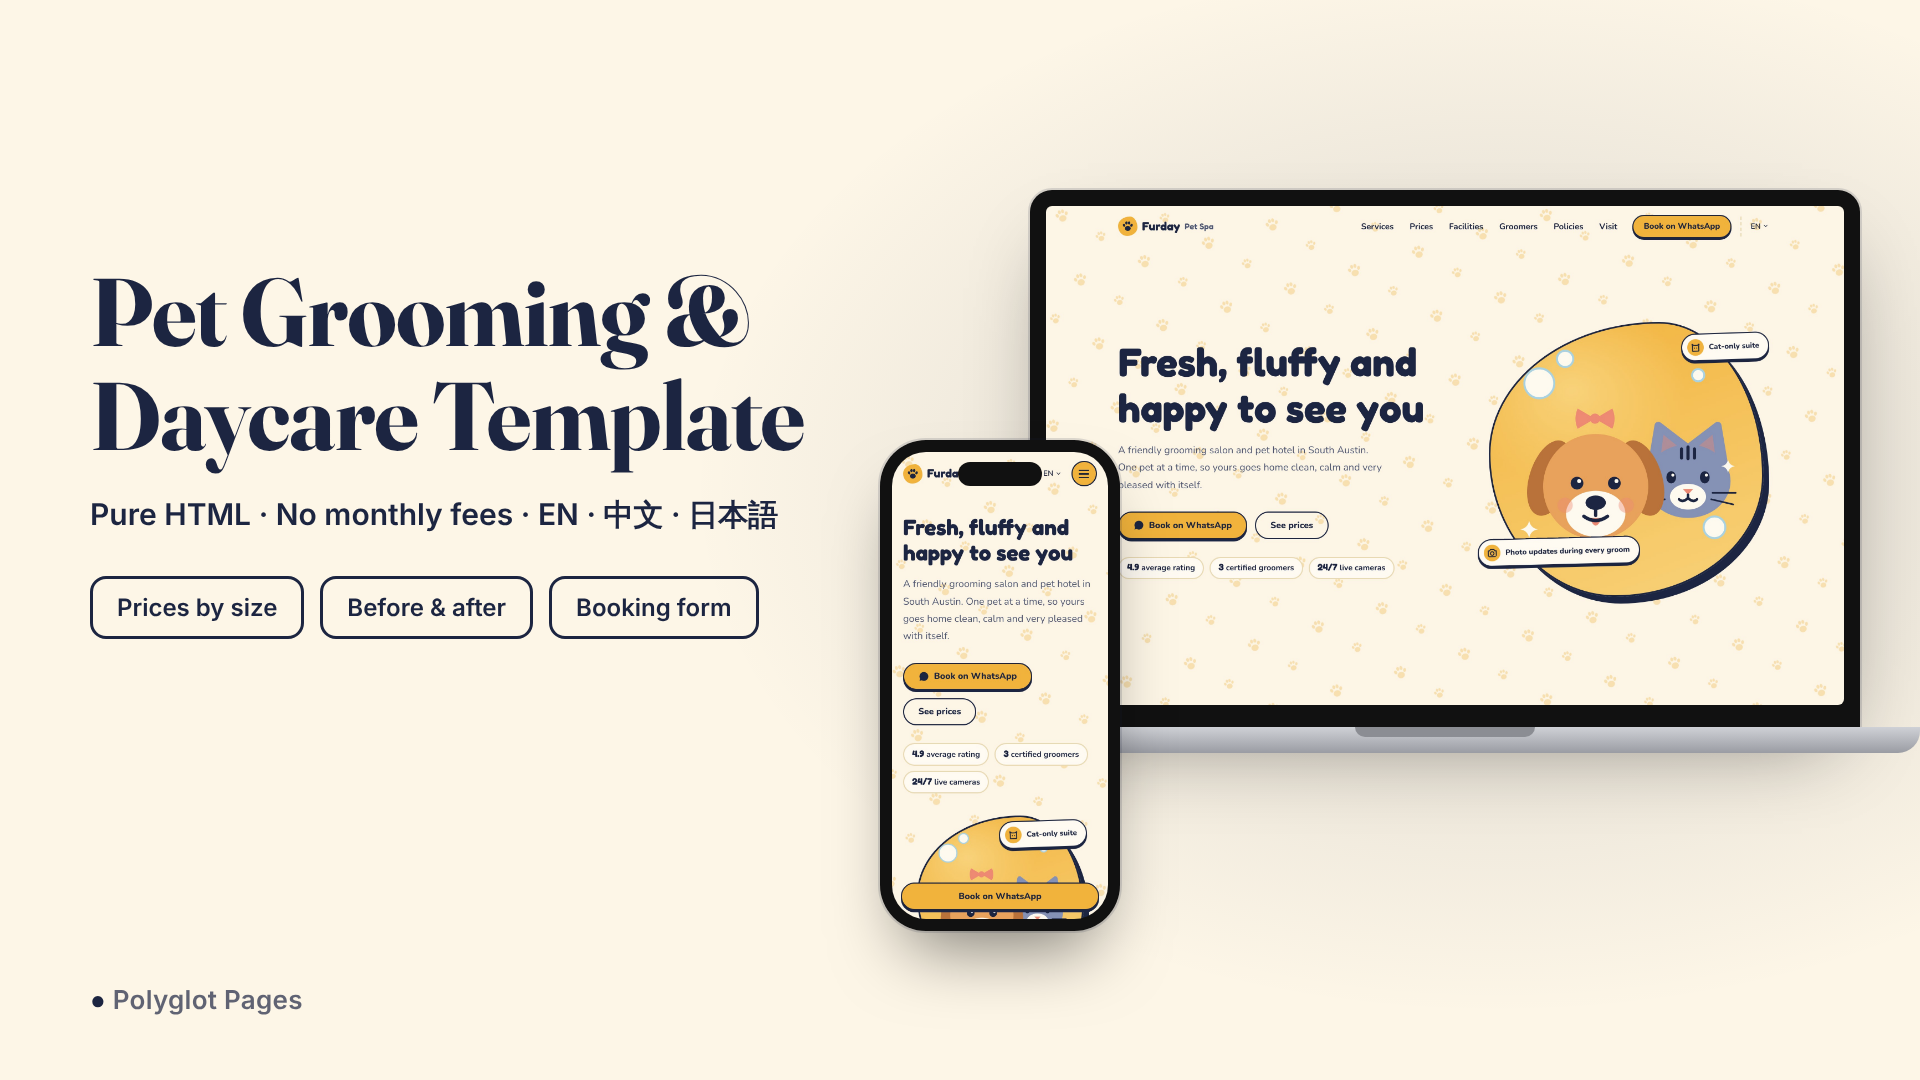 Pet Grooming &
Daycare Template
Pure HTML · No monthly fees · EN · 中文 · 日本語
Prices by size
Before & after
Booking form
Polyglot Pages
Furday Pet Spa
Services
Prices
Facilities
Groomers
Policies
Visit
Book on WhatsApp
EN
Fresh, fluffy and
happy to see you
A friendly grooming salon and pet hotel in South Austin.
One pet at a time, so yours goes home clean, calm and very
pleased with itself.
Book on WhatsApp
See prices
4.9 average rating
3 certified groomers
24/7 live cameras
Cat-only suite
Photo updates during every groom
Furda
EN
Fresh, fluffy and
happy to see you
A friendly grooming salon and pet hotel in
South Austin. One pet at a time, so yours
goes home clean, calm and very pleased
with itself.
Book on WhatsApp
See prices
4.9 average rating
3 certified groomers
24/7 live cameras
Cat-only suite
Book on WhatsApp